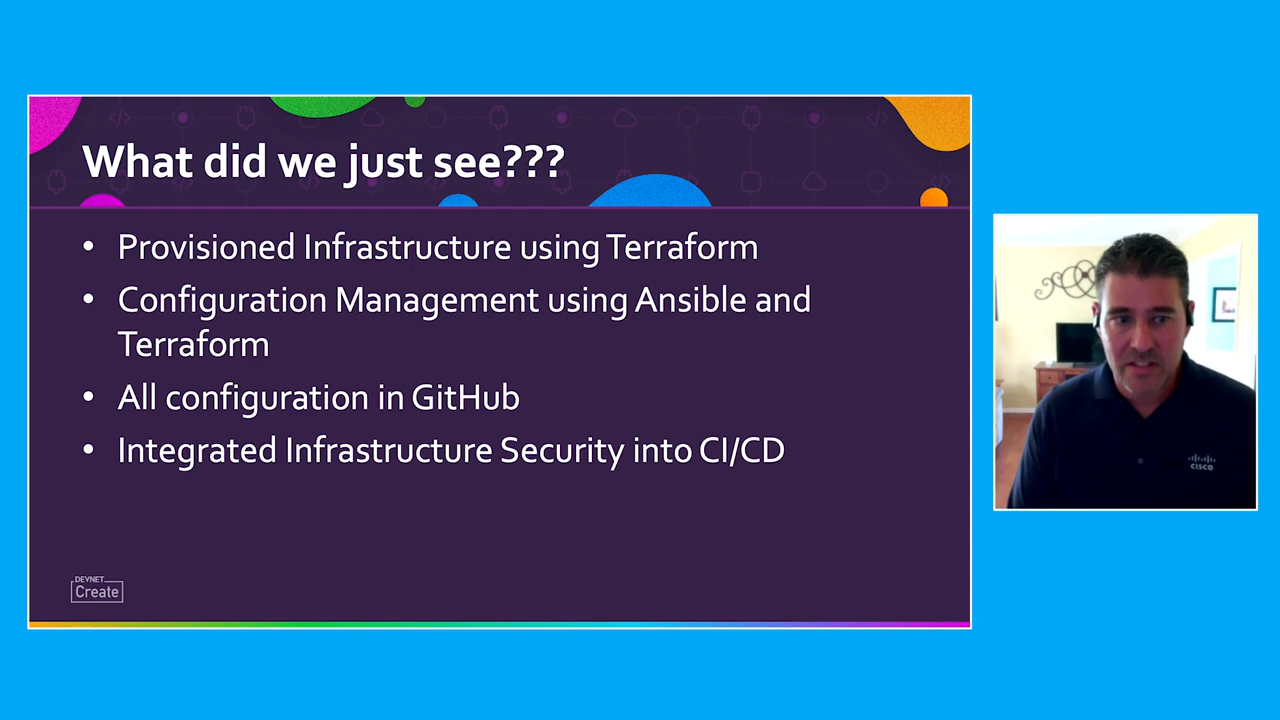 What did we just see???
• Provisioned Infrastructure using Terraform
• Configuration Management using Ansible and
Terraform
• All configuration in GitHub
• Integrated Infrastructure Security into CI/CD
DEVNET
Create
CISCO